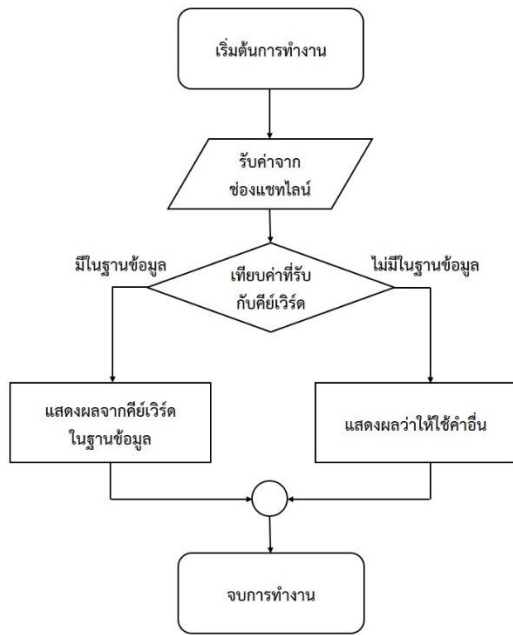 เริ่มต้นการทำงาน
รับค่าจาก
ช่องแชทไลน์
มีในฐานข้อมูล
ไม่มีในฐานข้อมูล
เทียบค่าที่รับ
กับคีย์เวิร์ด
แสดงผลจากคีย์เวิร์ด
ในฐานข้อมูล
แสดงผลว่าให้ใช้คำอื่น
จบการทำงาน